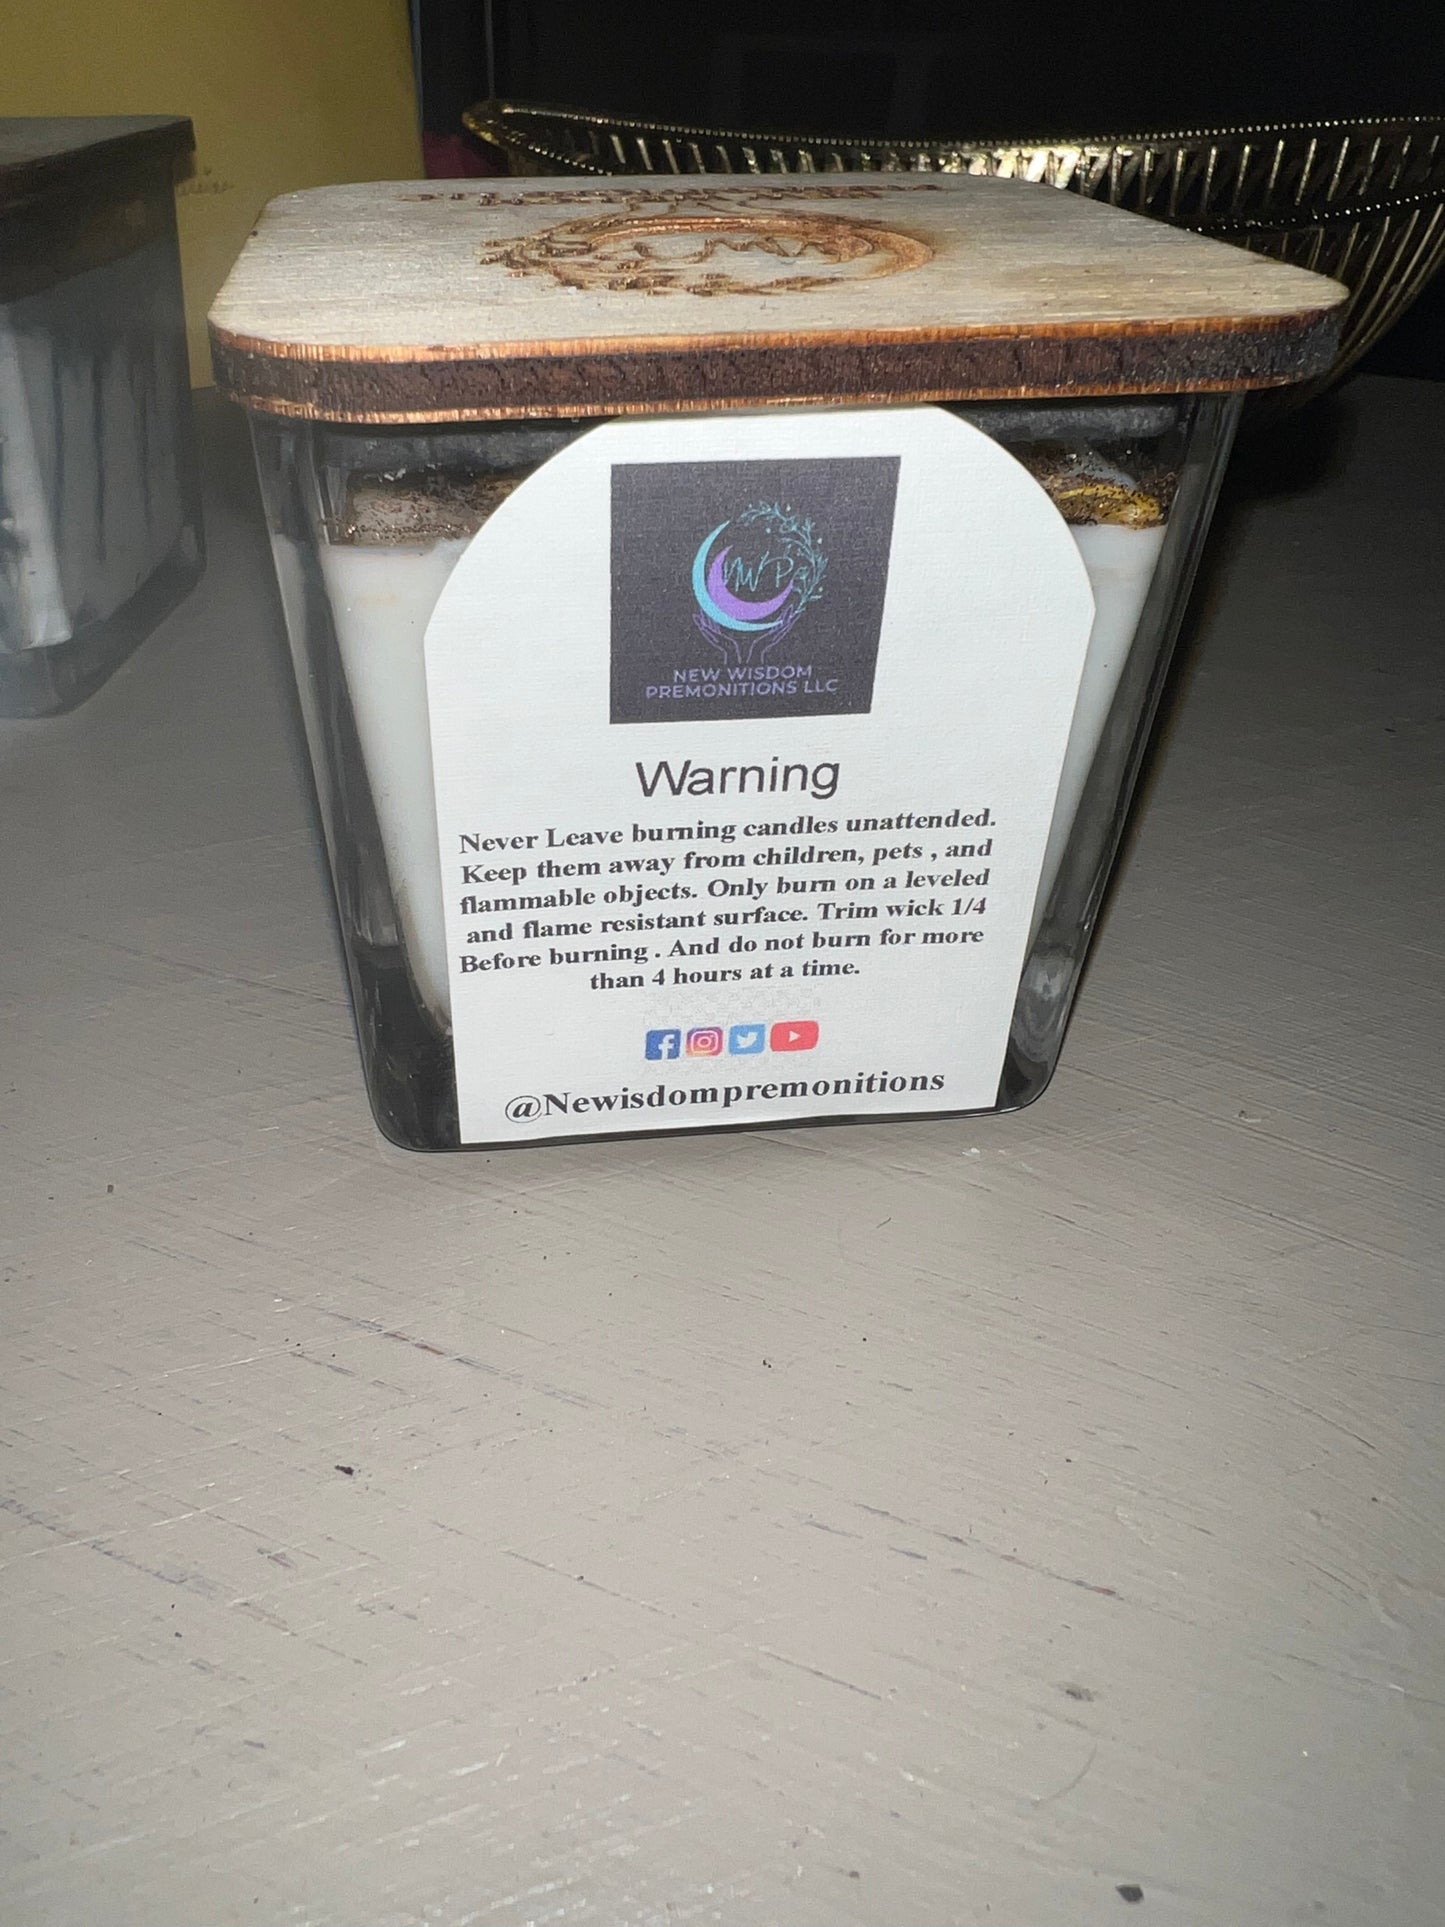 NWP
NEW WISDOM
PREMONITIONS LLC
Warning
Never Leave burning candles unattended.
Keep them away from children, pets , and
flammable objects. Only burn on a leveled
and flame resistant surface. Trim wick 1/4
Before burning . And do not burn for more
than 4 hours at a time.
@Newisdompremonitions